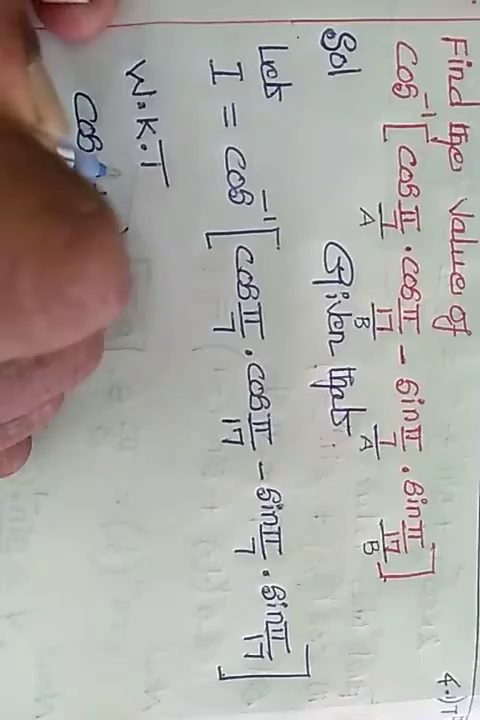 Find the value of
cos⁻¹[cos π/7 . cos π/17 - sin π/7 . sin π/17]
A B A B
Sol Given that
Let
I = cos⁻¹[cos π/7 . cos π/17 - sin π/7 . sin π/17]
W.K.T
cos